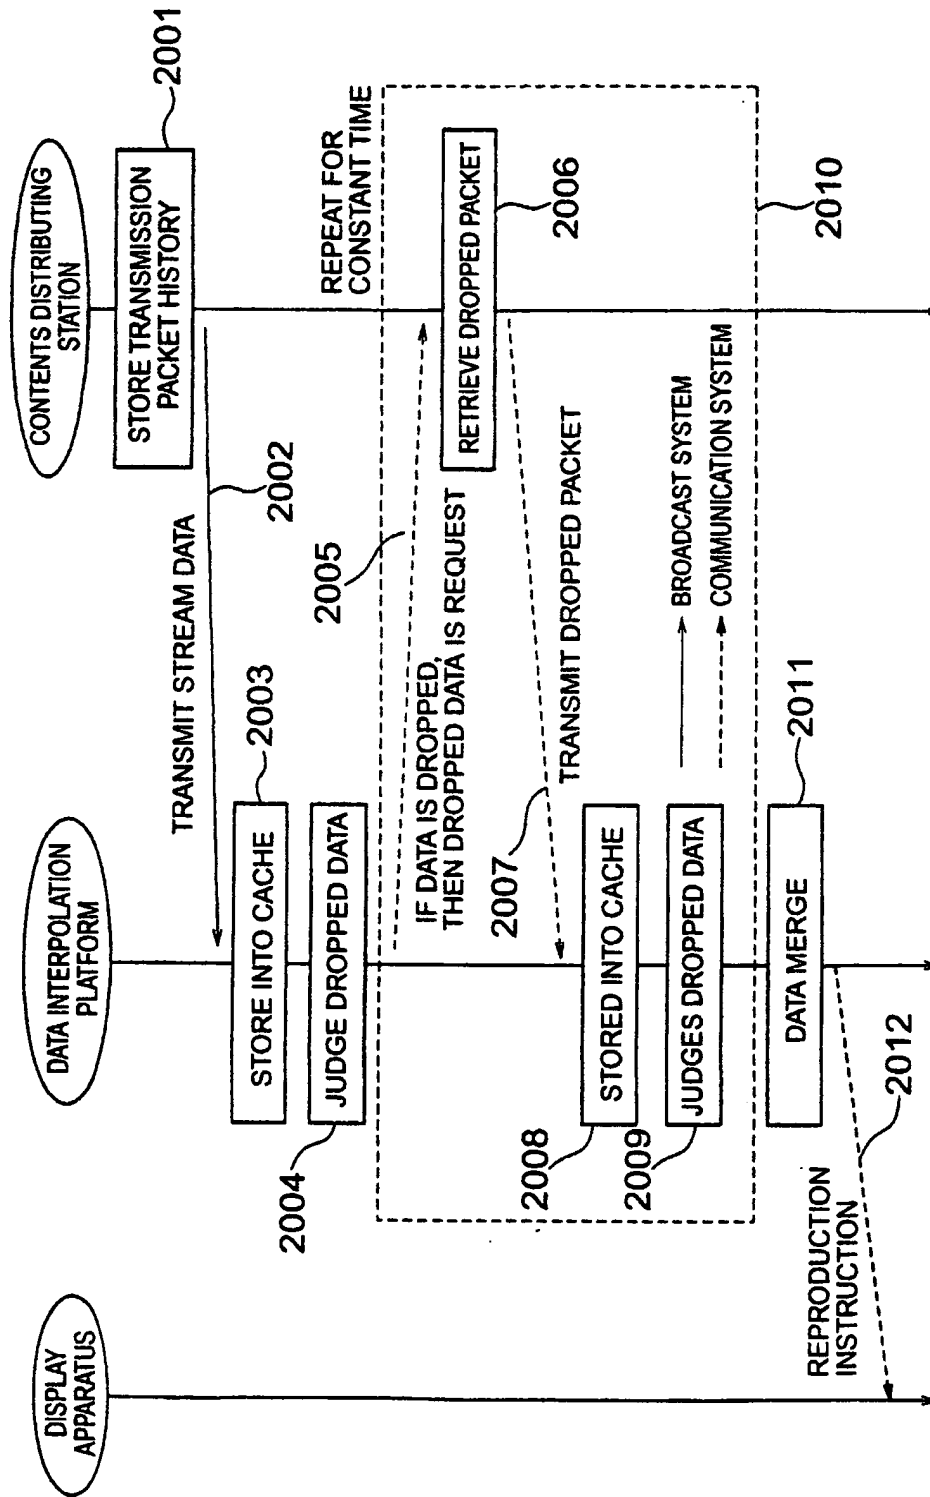 DISPLAY
APPARATUS
DATA INTERPOLATION
PLATFORM
CONTENTS DISTRIBUTING
STATION
STORE TRANSMISSION
PACKET HISTORY
2001
TRANSMIT STREAM DATA
2002
STORE INTO CACHE
2003
JUDGE DROPPED DATA
2004
REPEAT FOR
CONSTANT TIME
IF DATA IS DROPPED,
THEN DROPPED DATA IS REQUEST
2005
RETRIEVE DROPPED PACKET
2006
TRANSMIT DROPPED PACKET
2007
STORED INTO CACHE
2008
JUDGES DROPPED DATA
2009
BROADCAST SYSTEM
COMMUNICATION SYSTEM
2010
DATA MERGE
2011
REPRODUCTION
INSTRUCTION
2012